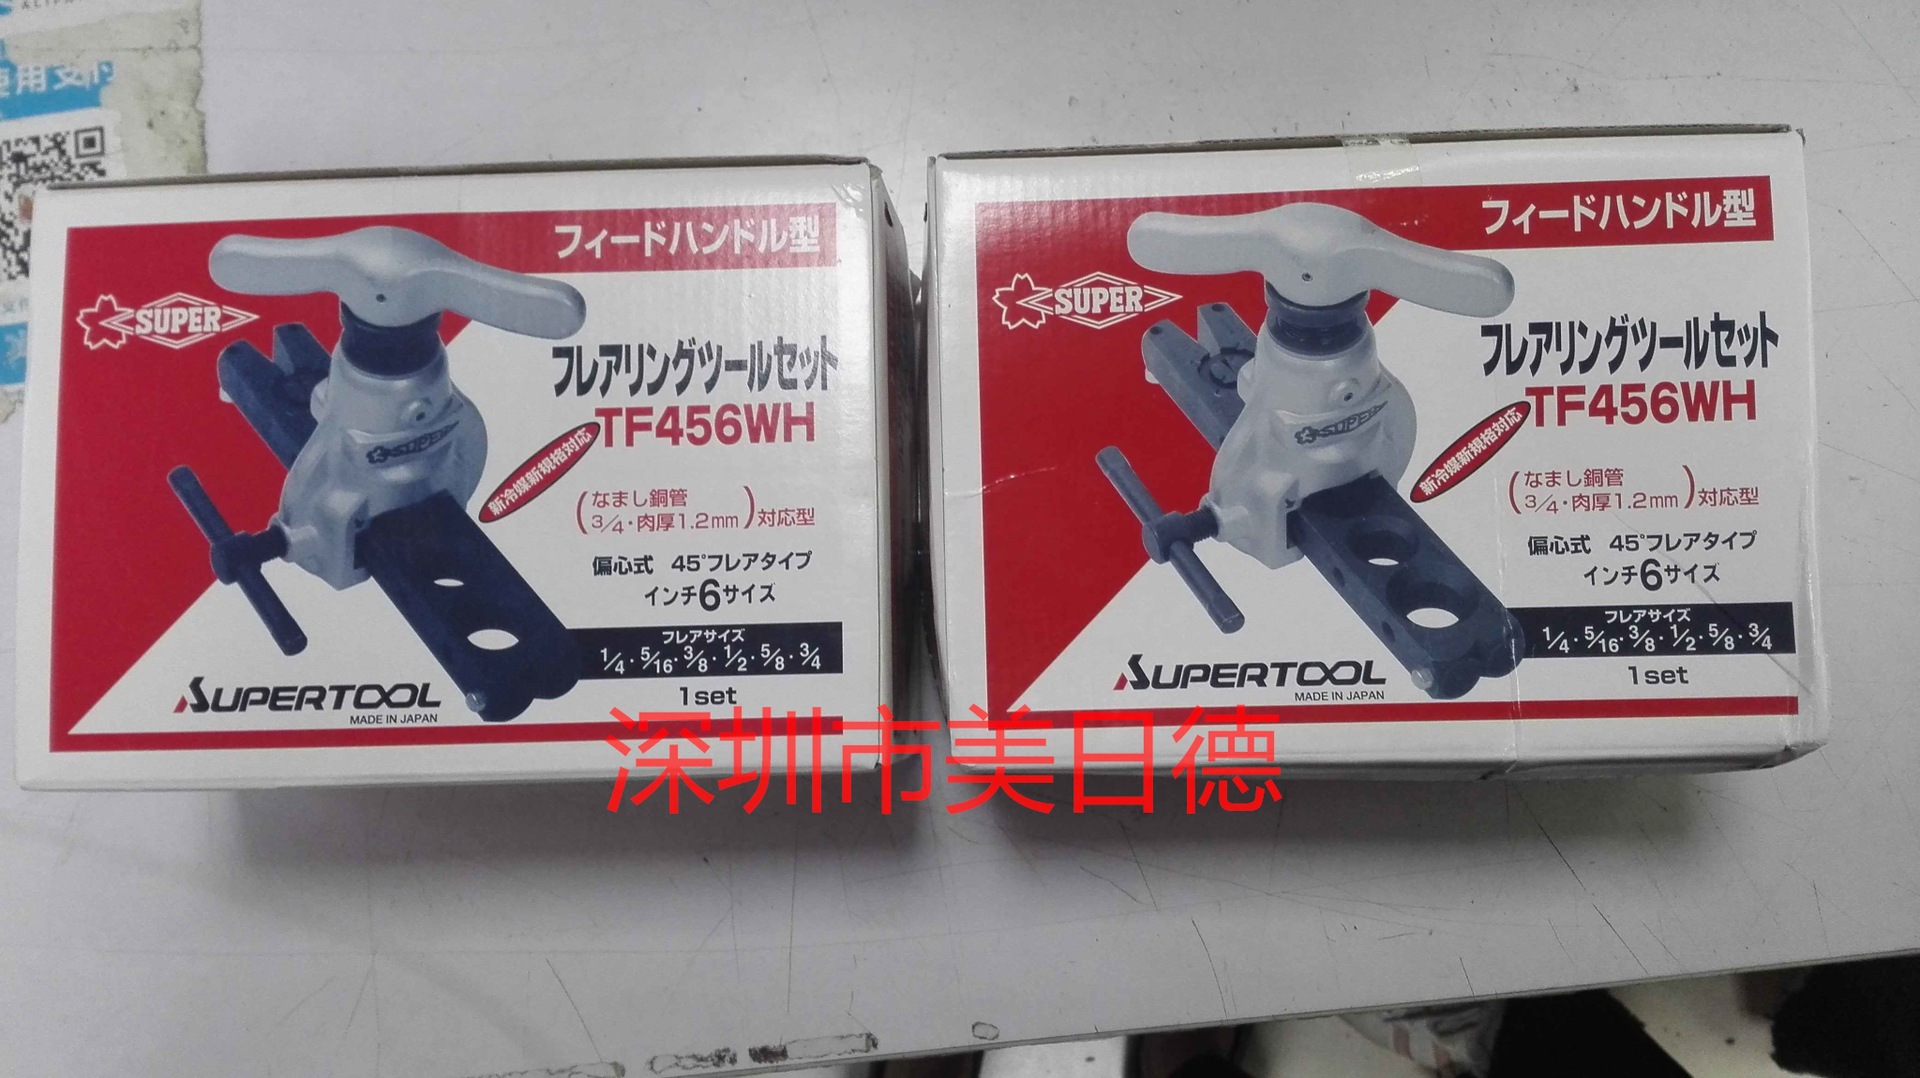 使用支付
フィードハンドル型
SUPER
フレアリングツールセット
TF456WH
新冷媒新規格対応
SUPER
(なまし銅管
3/4・肉厚1.2mm)対応型
偏心式 45°フレアタイプ
インチ6サイズ
フレアサイズ
1/4・5/16・3/8・1/2・5/8・3/4
1set
SUPERTOOL
MADE IN JAPAN
フィードハンドル型
SUPER
フレアリングツールセット
TF456WH
新冷媒新規格対応
SUPER
(なまし銅管
3/4・肉厚1.2mm)対応型
偏心式 45°フレアタイプ
インチ6サイズ
フレアサイズ
1/4・5/16・3/8・1/2・5/8・3/4
1set
SUPERTOOL
MADE IN JAPAN
深圳市美日德